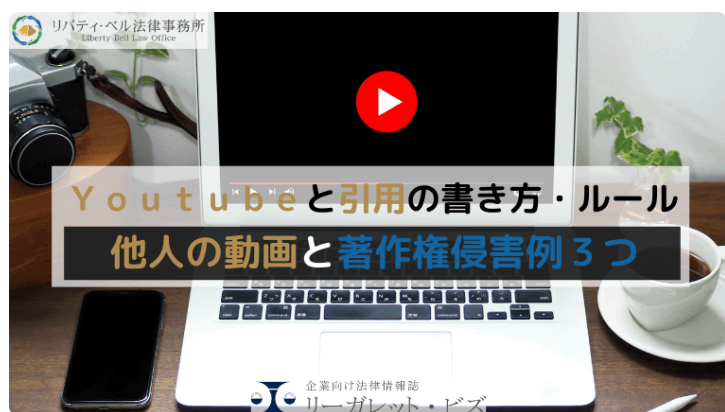 リバティ・ベル法律事務所
Liberty Bell Law Office
Ｙｏｕｔｕｂｅと引用の書き方・ルール
他人の動画と著作権侵害例３つ
企業向け法律情報誌
リーガレット・ビズ